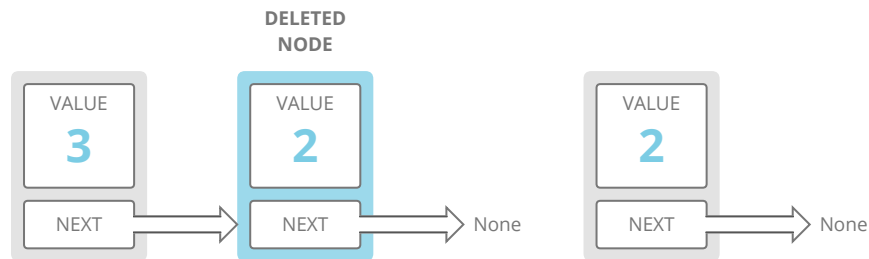 DELETED
NODE
VALUE
3
NEXT
VALUE
2
NEXT
None
VALUE
2
NEXT
None